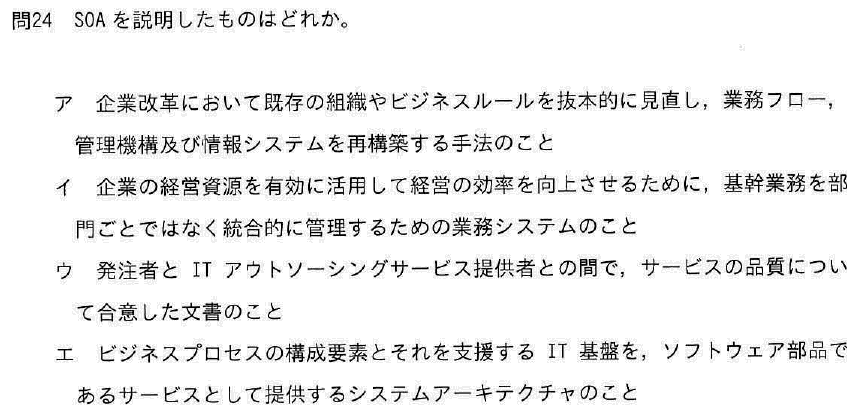 問24 SOA を説明したものはどれか。
ア 企業改革において既存の組織やビジネスルールを抜本的に見直し，業務フロー，
管理機構及び情報システムを再構築する手法のこと
イ 企業の経営資源を有効に活用して経営の効率を向上させるために，基幹業務を部
門ごとではなく統合的に管理するための業務システムのこと
ウ 発注者と IT アウトソーシングサービス提供者との間で，サービスの品質につい
て合意した文書のこと
エ ビジネスプロセスの構成要素とそれを支援する IT 基盤を，ソフトウェア部品で
あるサービスとして提供するシステムアーキテクチャのこと